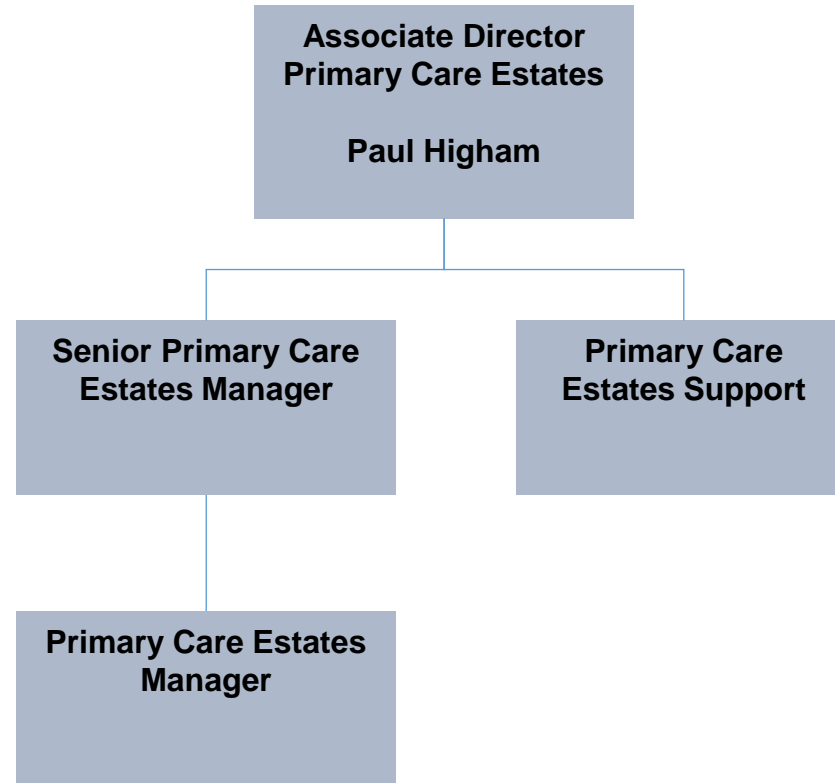 Associate Director
Primary Care Estates
Paul Higham
Senior Primary Care
Estates Manager
Primary Care
Estates Support
Primary Care Estates
Manager